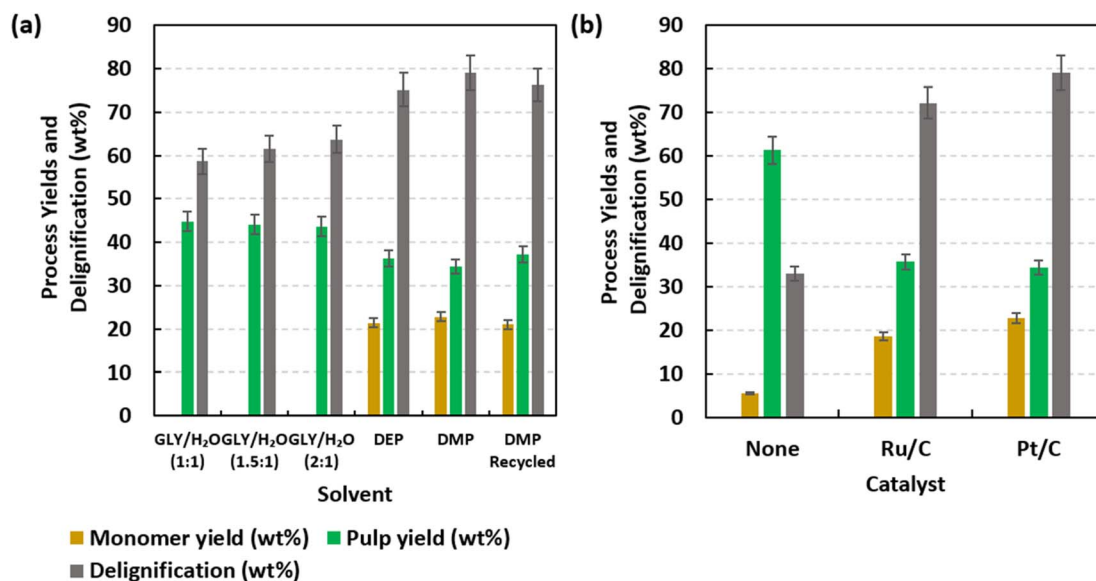 (a)
Process Yields and
Delignification (wt%)
90
80
70
60
50
40
30
20
10
0
GLY/H₂O GLY/H₂O GLY/H₂O DEP DMP DMP
(1:1) (1.5:1) (2:1) Recycled
Solvent
(b)
Process Yields and
Delignification (wt%)
90
80
70
60
50
40
30
20
10
0
None Ru/C Pt/C
Catalyst
Monomer yield (wt%) Pulp yield (wt%)
Delignification (wt%)